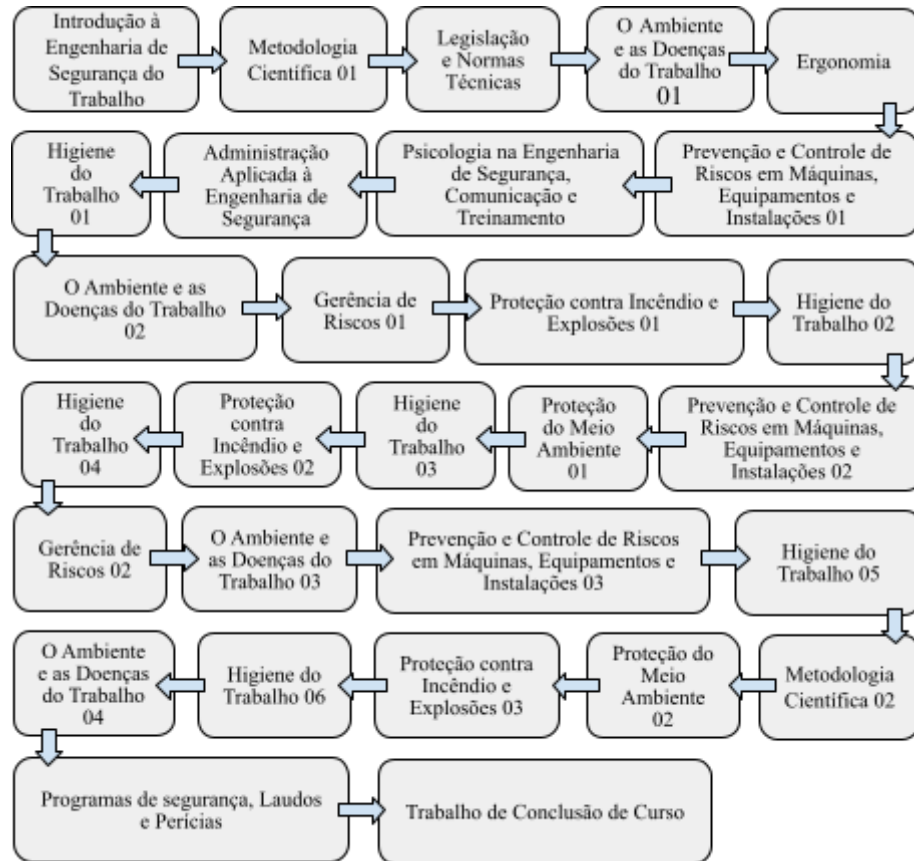 Introdução à
Engenharia de
Segurança do
Trabalho
Metodologia
Científica 01
Legislação
e Normas
Técnicas
O Ambiente
e as Doenças
do Trabalho
01
Ergonomia
Prevenção e Controle de
Riscos em Máquinas,
Equipamentos e
Instalações 01
Psicologia na Engenharia
de Segurança,
Comunicação e
Treinamento
Administração
Aplicada à
Engenharia de
Segurança
Higiene
do
Trabalho
01
O Ambiente e as
Doenças do Trabalho
02
Gerência de
Riscos 01
Proteção contra Incêndio e
Explosões 01
Higiene do
Trabalho 02
Prevenção e Controle de
Riscos em Máquinas,
Equipamentos e
Instalações 02
Proteção
do Meio
Ambiente
01
Higiene
do
Trabalho
03
Proteção
contra
Incêndio e
Explosões 02
Higiene
do
Trabalho
04
Gerência de
Riscos 02
O Ambiente
e as Doenças do
Trabalho 03
Prevenção e Controle de Riscos
em Máquinas, Equipamentos e
Instalações 03
Higiene do
Trabalho 05
Metodologia
Científica 02
Proteção do
Meio
Ambiente
02
Proteção contra
Incêndio e
Explosões 03
Higiene do
Trabalho 06
O Ambiente
e as Doenças
do Trabalho
04
Programas de segurança, Laudos
e Perícias
Trabalho de Conclusão de Curso